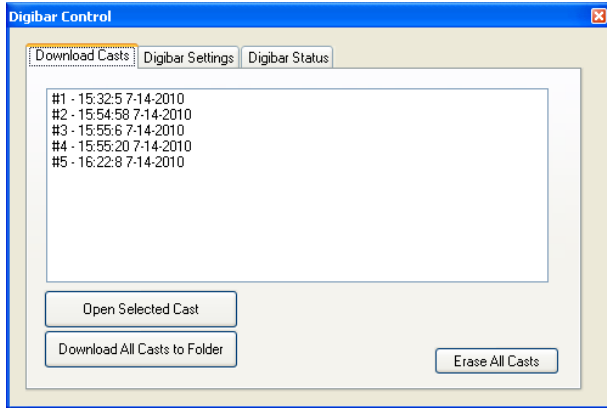 Digibar Control
Download Casts Digibar Settings Digibar Status
#1 - 15:32:5 7-14-2010
#2 - 15:54:58 7-14-2010
#3 - 15:55:6 7-14-2010
#4 - 15:55:20 7-14-2010
#5 - 16:22:8 7-14-2010
Open Selected Cast
Download All Casts to Folder
Erase All Casts